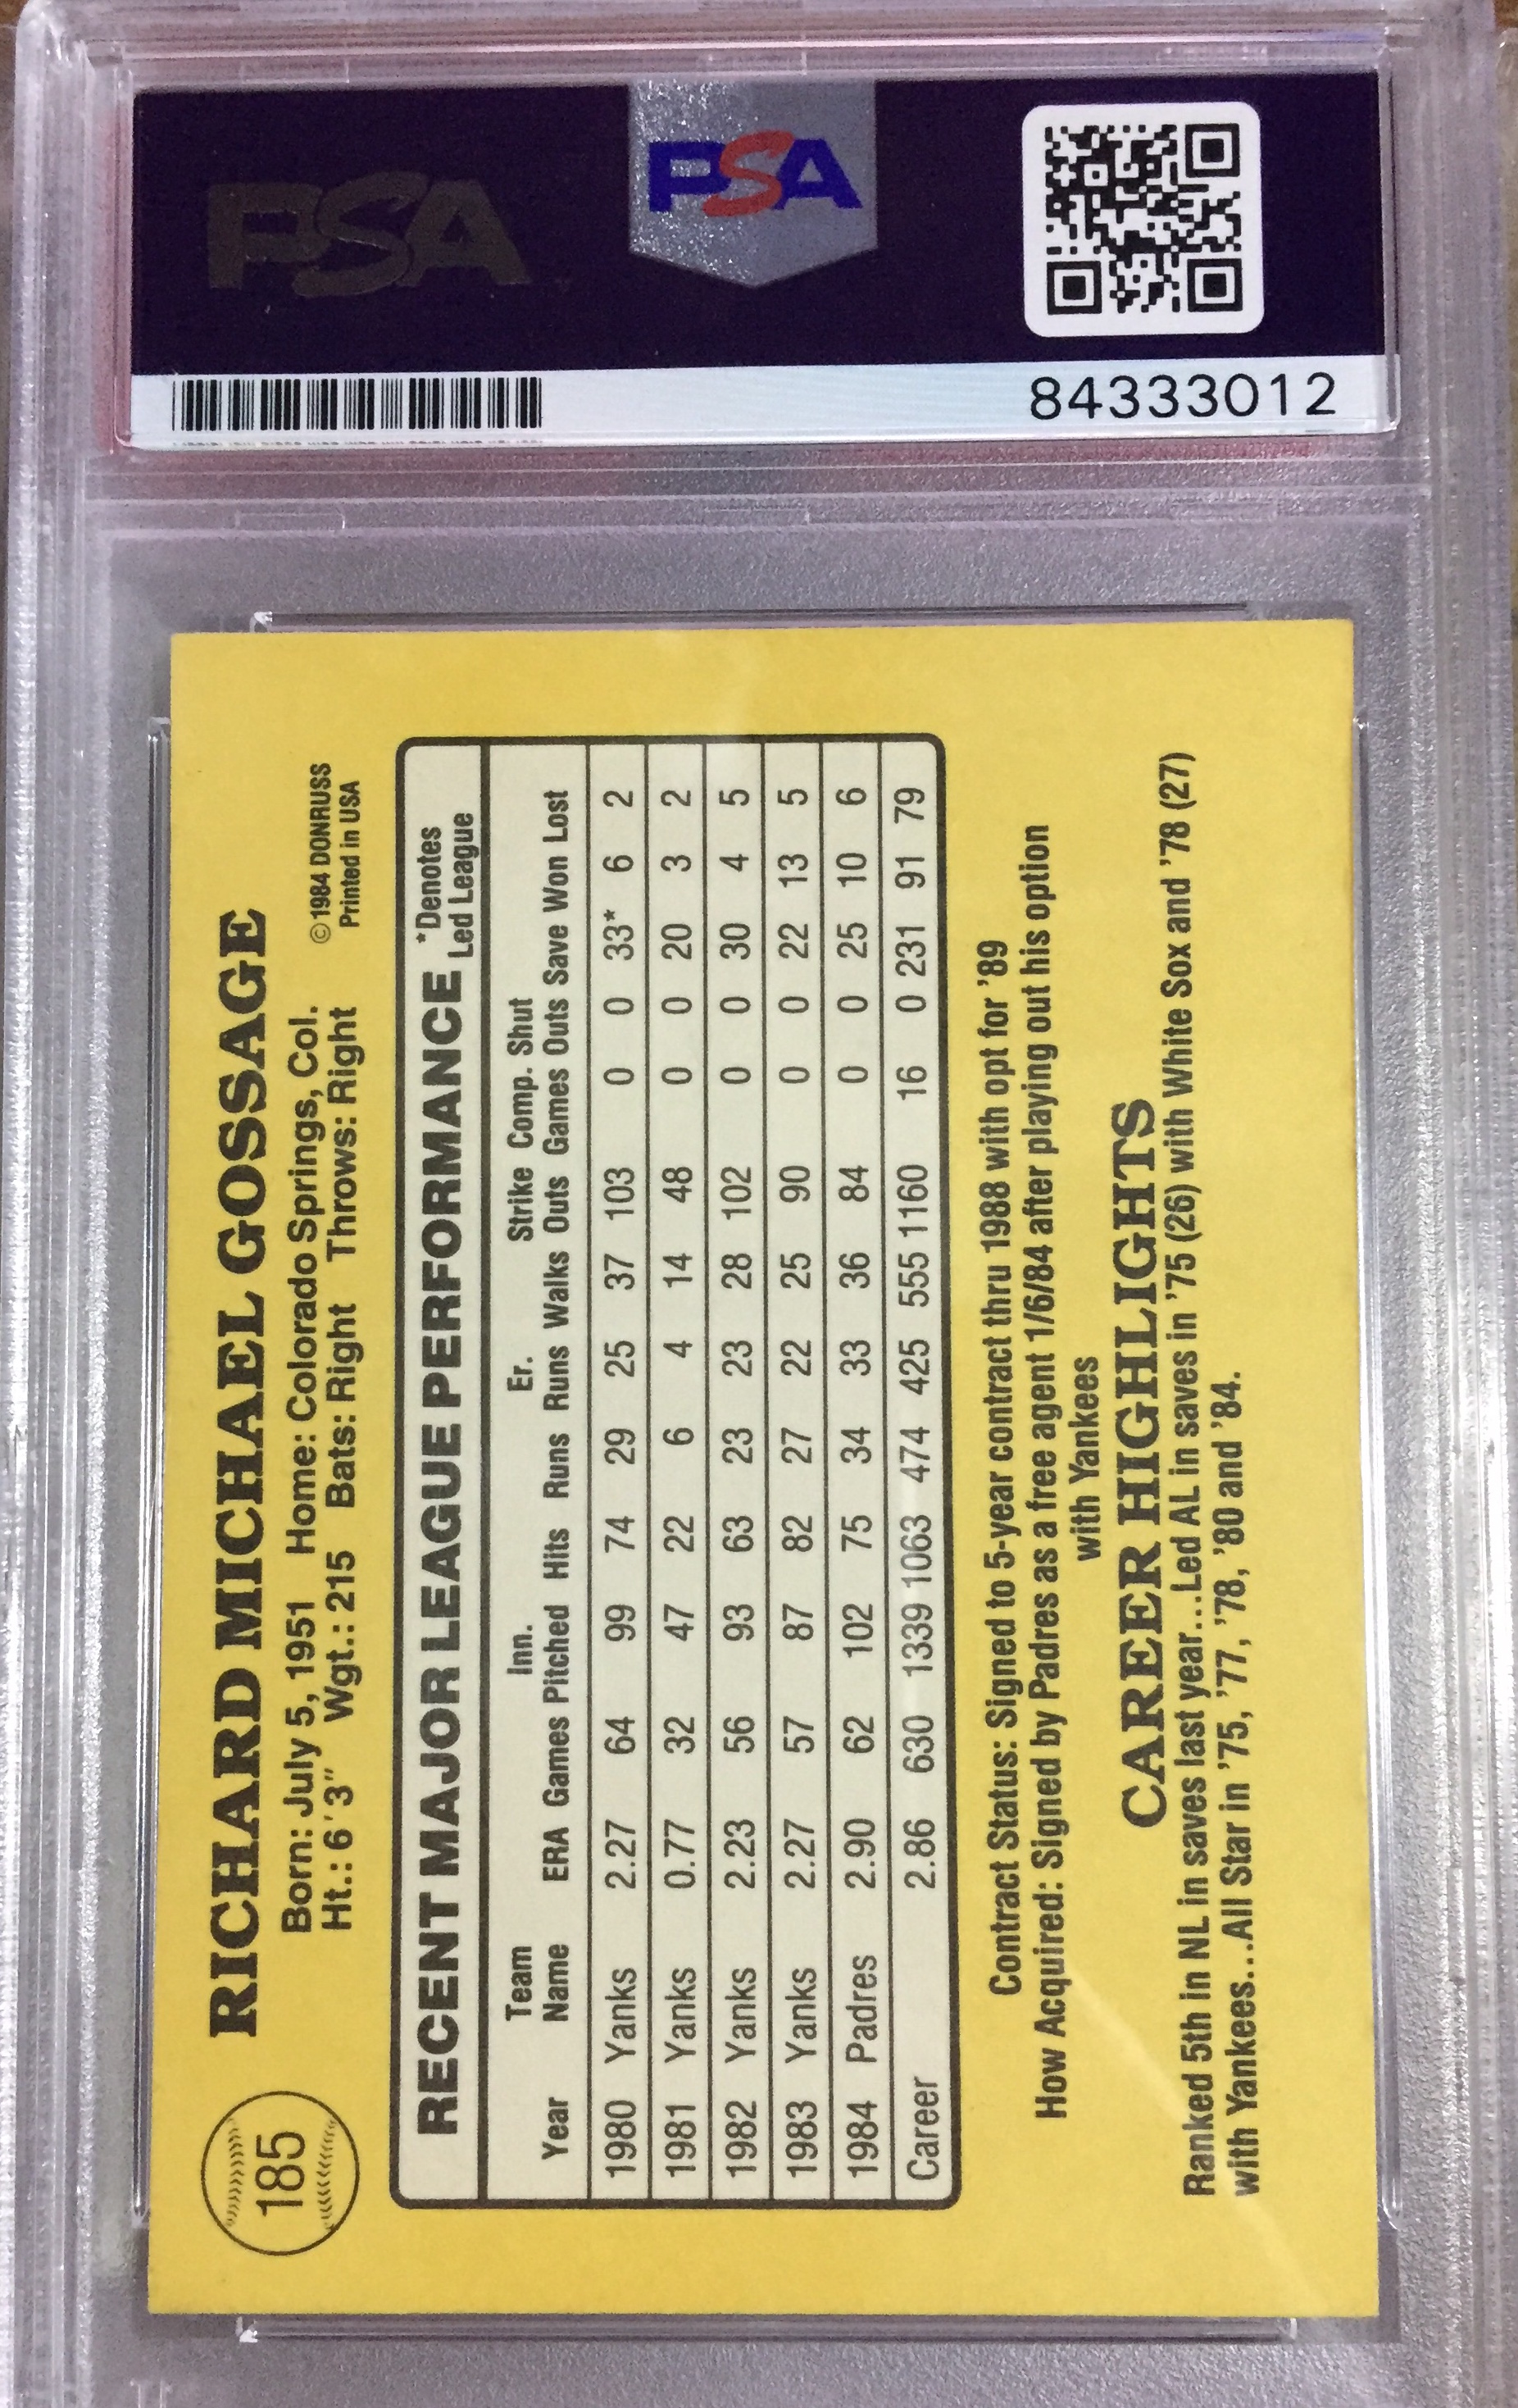 PSA
PSA
84333012
185
RICHARD MICHAEL GOSSAGE
Born: July 5, 1951 Home: Colorado Springs, Col.
Ht.: 6'3" Wgt.: 215 Bats: Right Throws: Right
© 1984 DONRUSS
Printed in USA
RECENT MAJOR LEAGUE PERFORMANCE *Denotes
Led League
Team Inn. Er. Strike Comp. Shut
Year Name ERA Games Pitched Hits Runs Runs Walks Outs Games Outs Save Won Lost
1980 Yanks 2.27 64 99 74 29 25 37 103 0 0 33* 6 2
1981 Yanks 0.77 32 47 22 6 4 14 48 0 0 20 3 2
1982 Yanks 2.23 56 93 63 23 23 28 102 0 0 30 4 5
1983 Yanks 2.27 57 87 82 27 22 25 90 0 0 22 13 5
1984 Padres 2.90 62 102 75 34 33 36 84 0 0 25 10 6
Career 2.86 630 1339 1063 474 425 555 1160 16 0 231 91 79
Contract Status: Signed to 5-year contract thru 1988 with opt for '89
How Acquired: Signed by Padres as a free agent 1/6/84 after playing out his option
with Yankees
CAREER HIGHLIGHTS
Ranked 5th in NL in saves last year...Led AL in saves in '75 (26) with White Sox and '78 (27)
with Yankees...All Star in '75, '77, '78, '80 and '84.